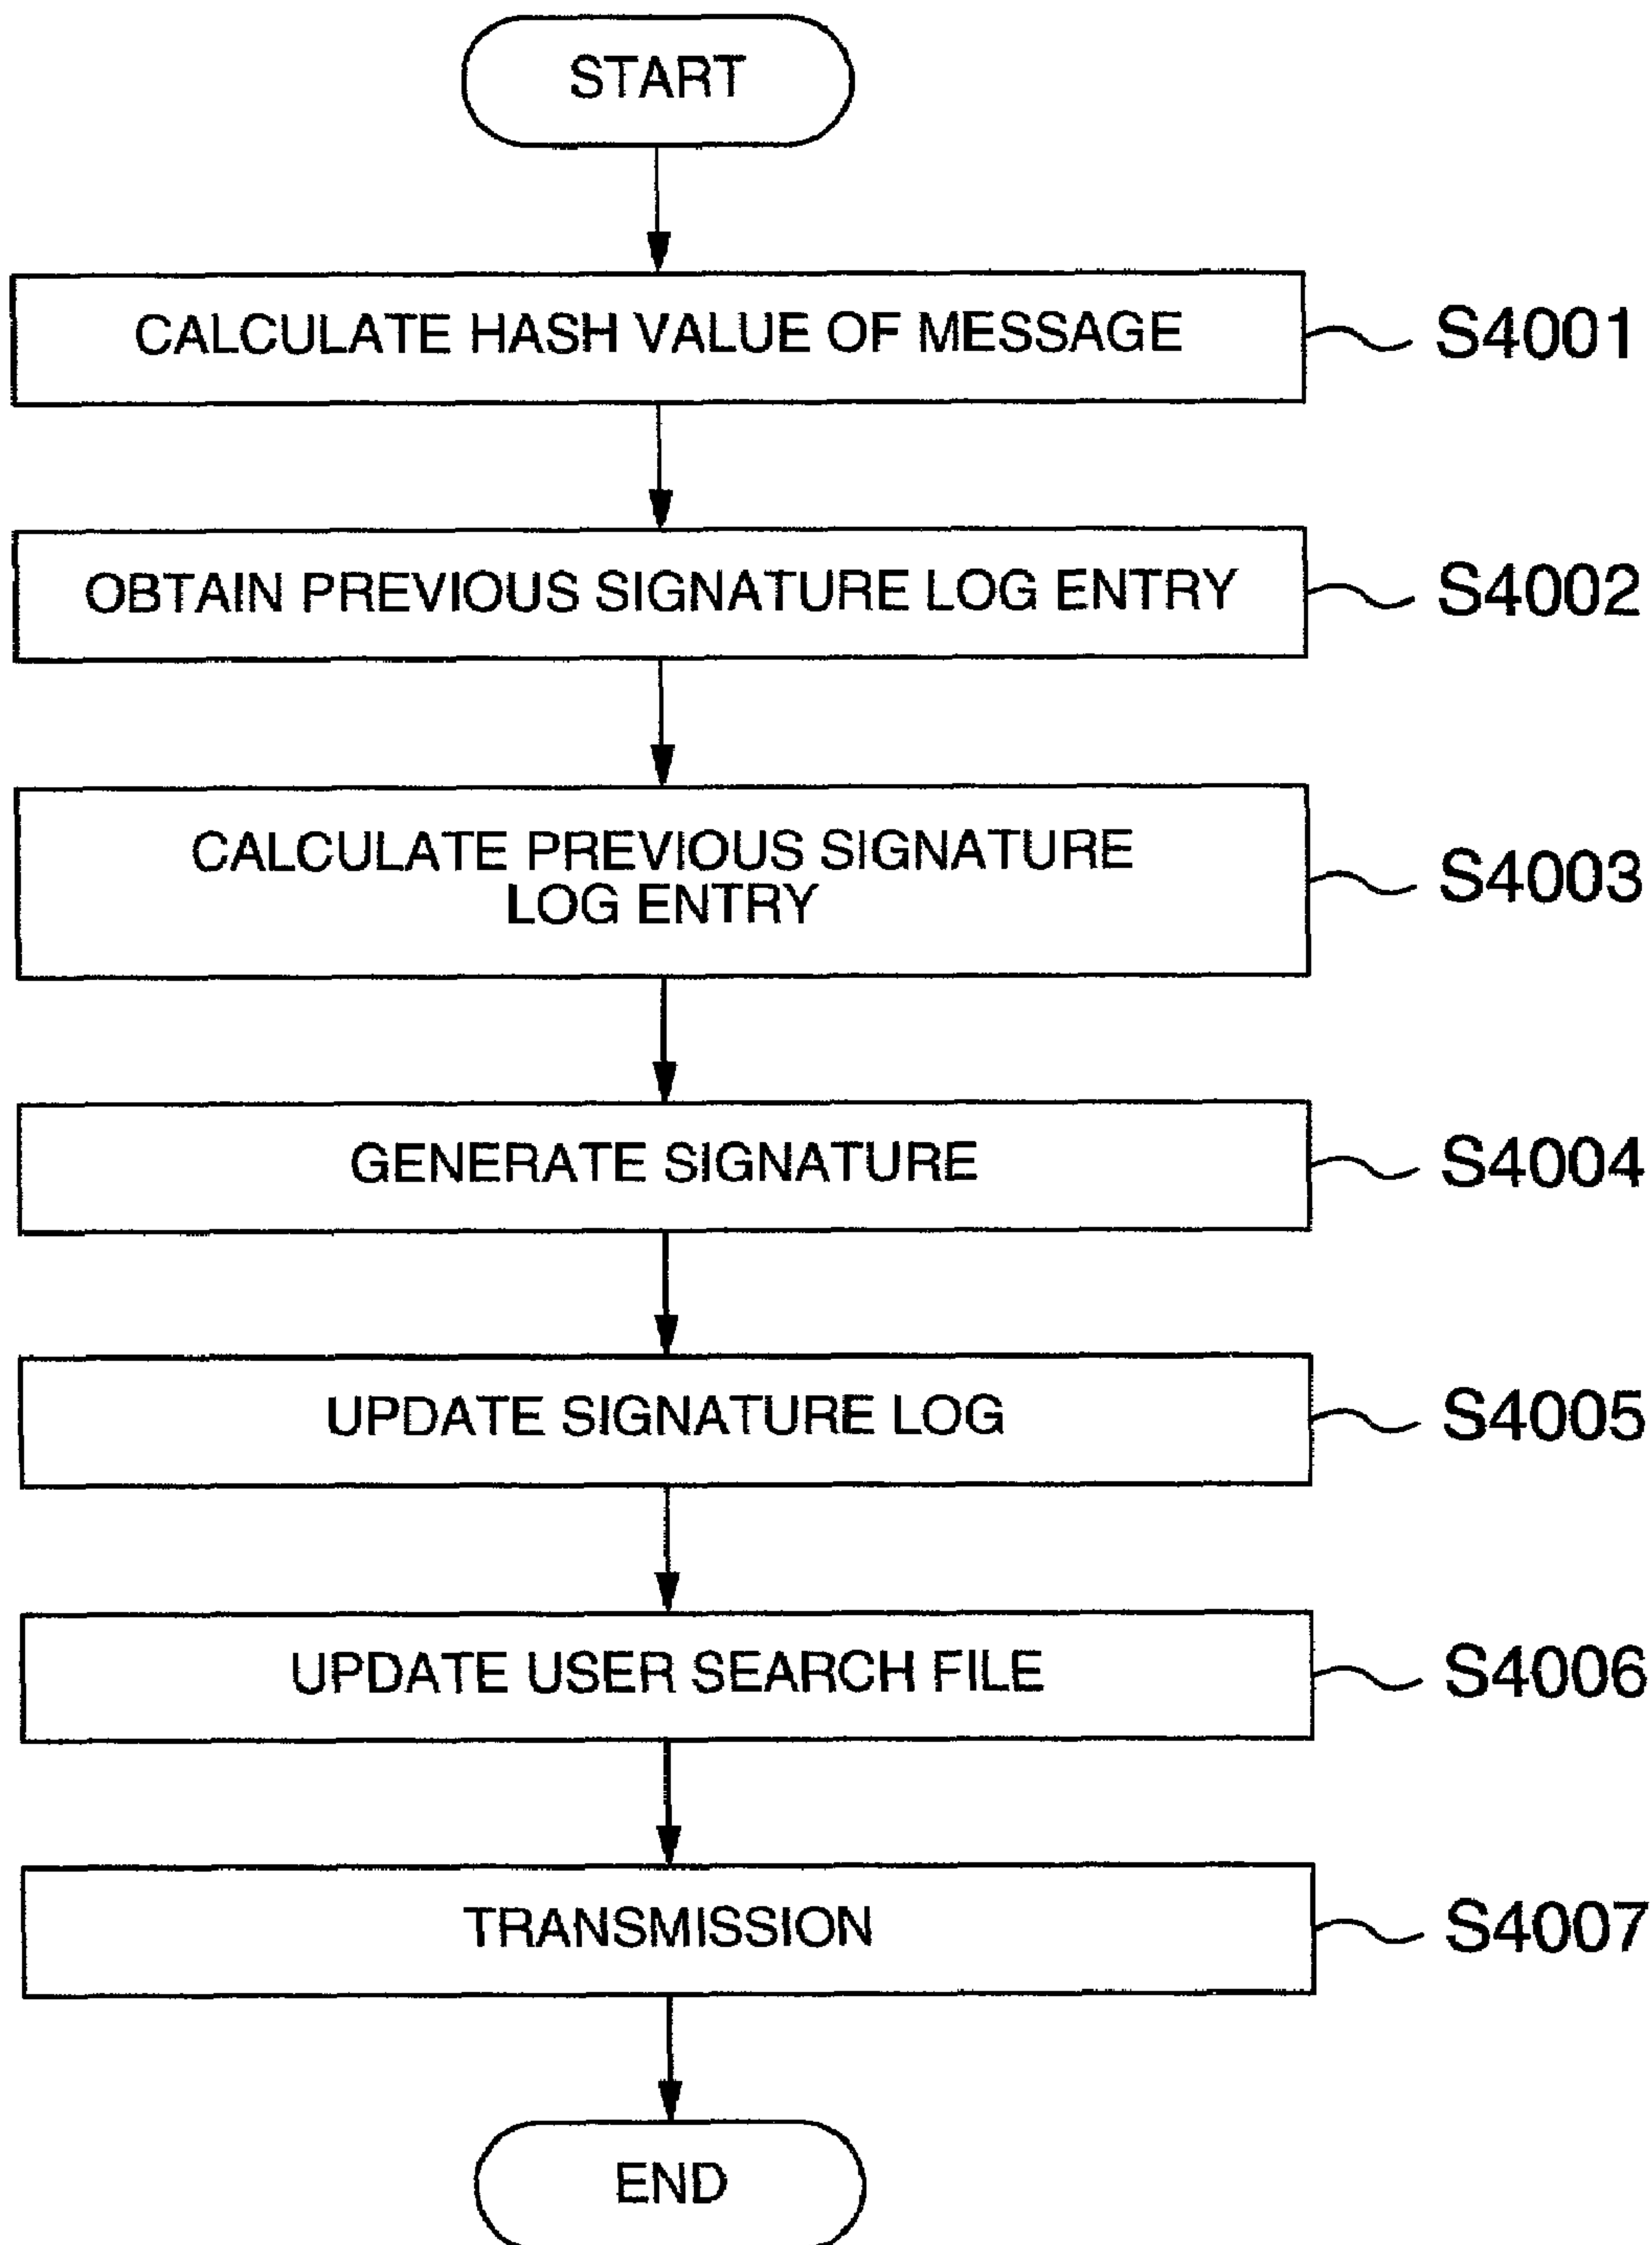 START
CALCULATE HASH VALUE OF MESSAGE
S4001
OBTAIN PREVIOUS SIGNATURE LOG ENTRY
S4002
CALCULATE PREVIOUS SIGNATURE
LOG ENTRY
S4003
GENERATE SIGNATURE
S4004
UPDATE SIGNATURE LOG
S4005
UPDATE USER SEARCH FILE
S4006
TRANSMISSION
S4007
END